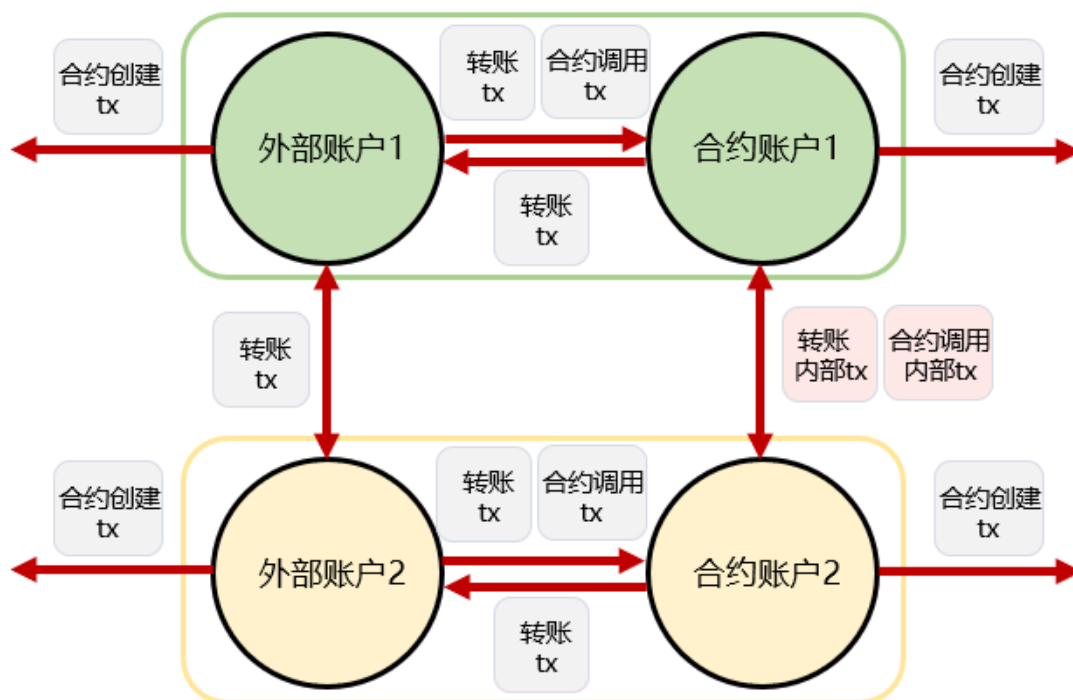 合约创建
tx
转账
tx
合约调用
tx
合约创建
tx
外部账户1
合约账户1
转账
tx
转账
tx
转账
内部tx
合约调用
内部tx
合约创建
tx
转账
tx
合约调用
tx
合约创建
tx
外部账户2
合约账户2
转账
tx